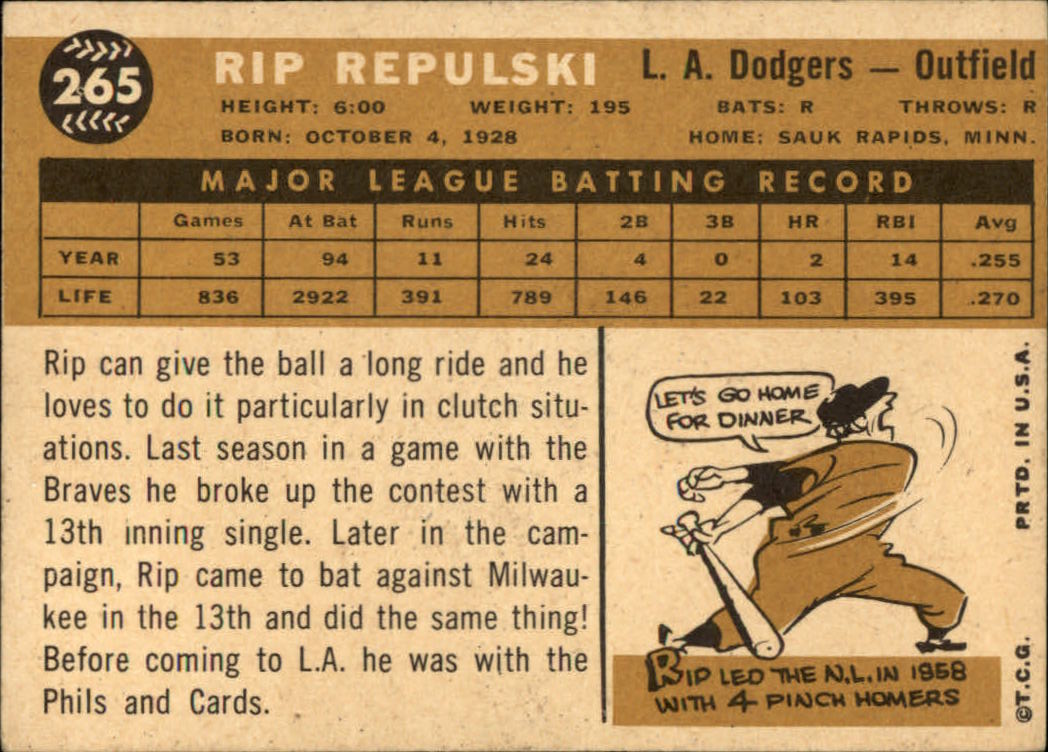 265
RIP REPULSKI L. A. Dodgers — Outfield
HEIGHT: 6:00 WEIGHT: 195 BATS: R THROWS: R
BORN: OCTOBER 4, 1928 HOME: SAUK RAPIDS, MINN.
MAJOR LEAGUE BATTING RECORD
Games At Bat Runs Hits 2B 3B HR RBI Avg
YEAR 53 94 11 24 4 0 2 14 .255
LIFE 836 2922 391 789 146 22 103 395 .270
Rip can give the ball a long ride and he
loves to do it particularly in clutch situ-
ations. Last season in a game with the
Braves he broke up the contest with a
13th inning single. Later in the cam-
paign, Rip came to bat against Milwau-
kee in the 13th and did the same thing!
Before coming to L.A. he was with the
Phils and Cards.
LET'S GO HOME
FOR DINNER
RIP LED THE N.L. IN 1958
WITH 4 PINCH HOMERS
©T.C.G. PRTD. IN U.S.A.